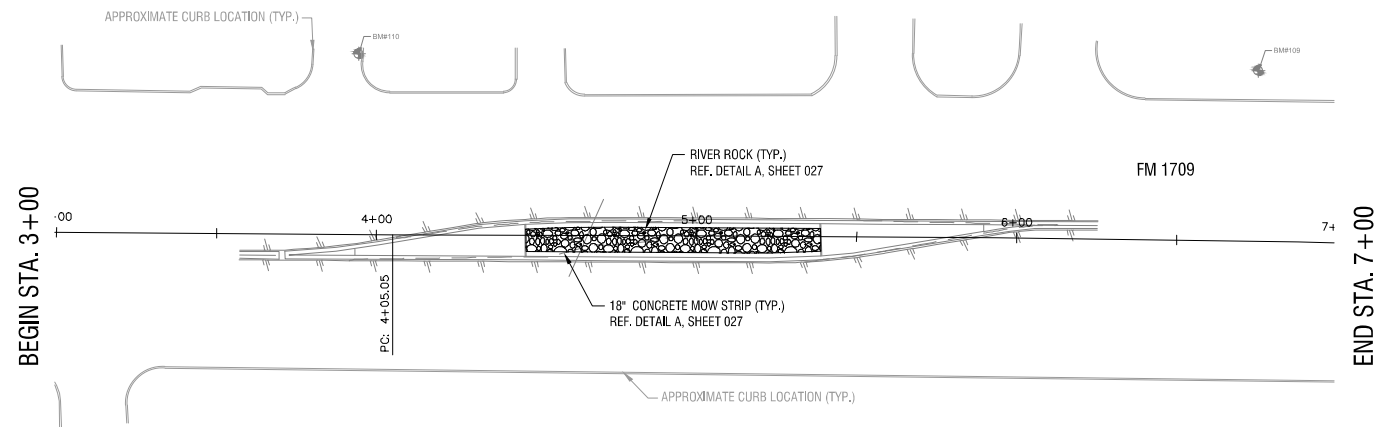 APPROXIMATE CURB LOCATION (TYP.)
BM#110
BM#109
RIVER ROCK (TYP.)
REF. DETAIL A, SHEET 027
FM 1709
BEGIN STA. 3+00
+00
4+00
5+00
6+00
7+
END STA. 7+00
PC: 4+05.05
18" CONCRETE MOW STRIP (TYP.)
REF. DETAIL A, SHEET 027
APPROXIMATE CURB LOCATION (TYP.)